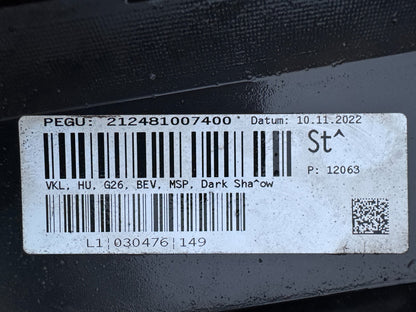 PEGU: 212481007400 Datum: 10.11.2022
St^
P: 12063
VKL, HU, G26, BEV, MSP, Dark Sha^ow
L1|030476|149